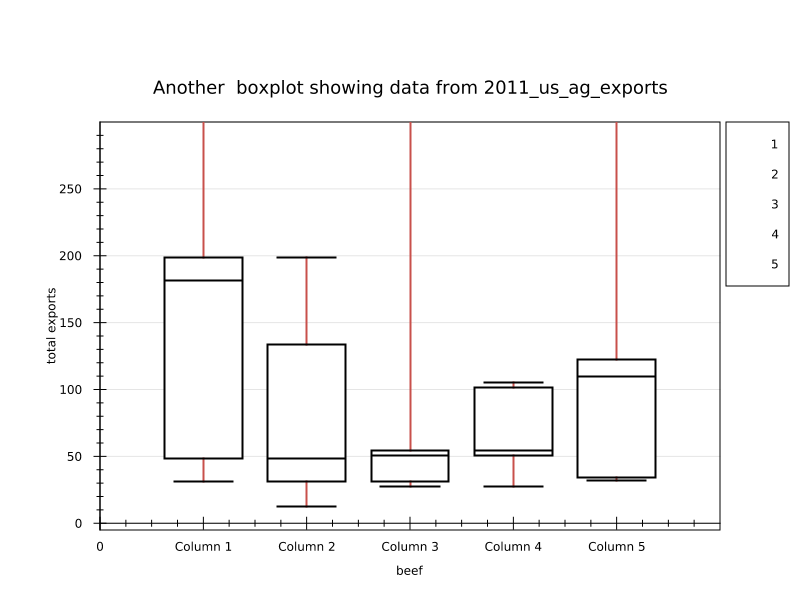 Another  boxplot showing data from 2011_us_ag_exports
1
2
3
4
5
250
200
150
100
50
0
total exports
0 Column 1 Column 2 Column 3 Column 4 Column 5
beef